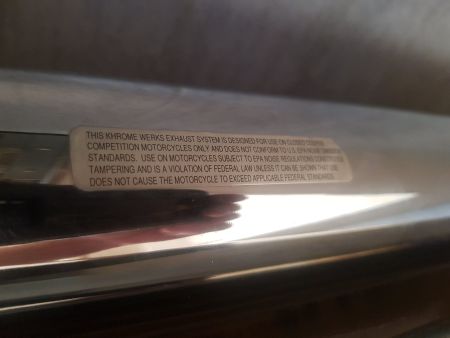 THIS KHROME WERKS EXHAUST SYSTEM IS DESIGNED FOR USE ON CLOSED COURSE
COMPETITION MOTORCYCLES ONLY AND DOES NOT CONFORM TO U.S. EPA NOISE EMISSION
STANDARDS. USE ON MOTORCYCLES SUBJECT TO EPA NOISE REGULATIONS CONSTITUTES
TAMPERING AND IS A VIOLATION OF FEDERAL LAW UNLESS IT CAN BE SHOWN THAT USE
DOES NOT CAUSE THE MOTORCYCLE TO EXCEED APPLICABLE FEDERAL STANDARDS.